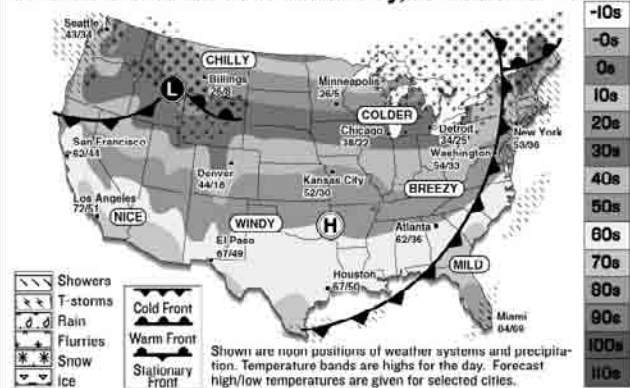 Seattle
43/34
CHILLY
Billings
26/8
Minneapolis
26/5
L
COLDER
Chicago
38/22
Detroit
34/25
New York
53/36
San Francisco
62/44
Washington
54/33
Denver
44/18
Kansas City
52/30
BREEZY
Los Angeles
72/51
NICE
WINDY
H
Atlanta
62/36
El Paso
67/49
MILD
Houston
67/50
Miami
84/69
Showers
T-storms
Rain
Flurries
Snow
Ice
Cold Front
Warm Front
Stationary
Front
Shown are noon positions of weather systems and precipita-
tion. Temperature bands are highs for the day. Forecast
high/low temperatures are given for selected cities.
-10s
-0s
0s
10s
20s
30s
40s
50s
60s
70s
80s
90s
100s
110s